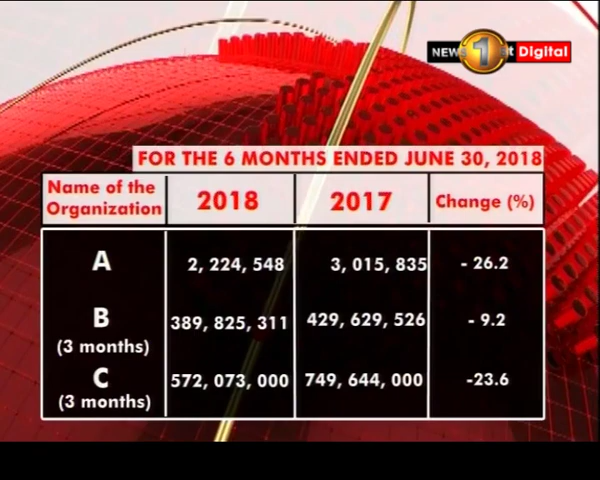 NEWS 1st Digital
FOR THE 6 MONTHS ENDED JUNE 30, 2018
Name of the Organization 2018 2017 Change (%)
A 2, 224, 548 3, 015, 835 - 26.2
B 389, 825, 311 429, 629, 526 - 9.2
(3 months)
C 572, 073, 000 749, 644, 000 -23.6
(3 months)